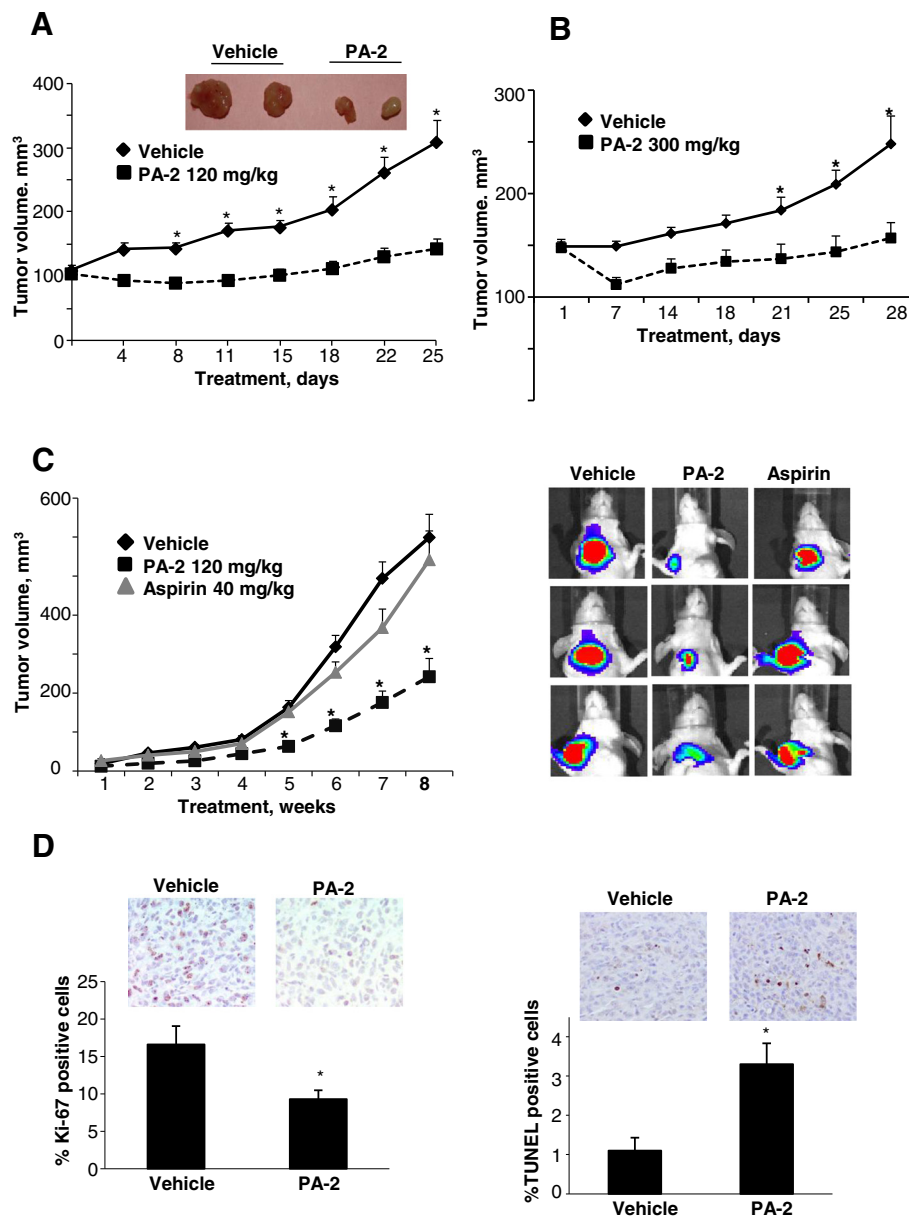 A
Vehicle PA-2
Tumor volume. mm3
400
300
200
100
0
Vehicle
PA-2 120 mg/kg
* * * * * *
4 8 11 15 18 22 25
Treatment, days
B
Tumor volume. mm3
300
200
100
Vehicle
PA-2 300 mg/kg
* * *
1 7 14 18 21 25 28
Treatment, days
C
Tumor volume, mm3
600
400
200
0
Vehicle
PA-2 120 mg/kg
Aspirin 40 mg/kg
* * * *
1 2 3 4 5 6 7 8
Treatment, weeks
Vehicle PA-2 Aspirin
D
Vehicle PA-2
% Ki-67 positive cells
25
20
15
10
5
0
*
Vehicle PA-2
Vehicle PA-2
%TUNEL positive cells
4
3
2
1
0
*
Vehicle PA-2